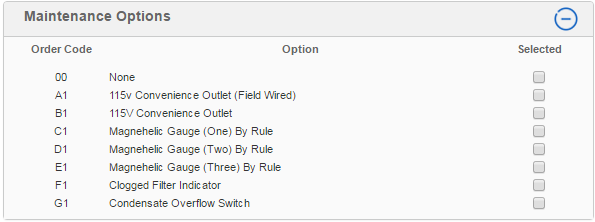 Maintenance Options
Order Code Option Selected
00 None
A1 115v Convenience Outlet (Field Wired)
B1 115V Convenience Outlet
C1 Magnehelic Gauge (One) By Rule
D1 Magnehelic Gauge (Two) By Rule
E1 Magnehelic Gauge (Three) By Rule
F1 Clogged Filter Indicator
G1 Condensate Overflow Switch